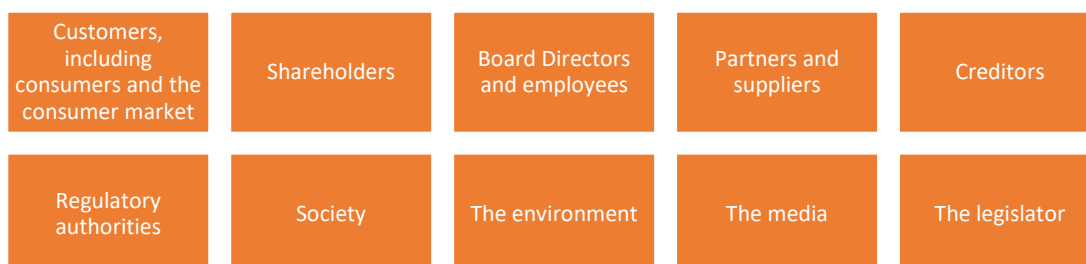 Customers,
including
consumers and the
consumer market
Shareholders
Board Directors
and employees
Partners and
suppliers
Creditors
Regulatory
authorities
Society
The environment
The media
The legislator